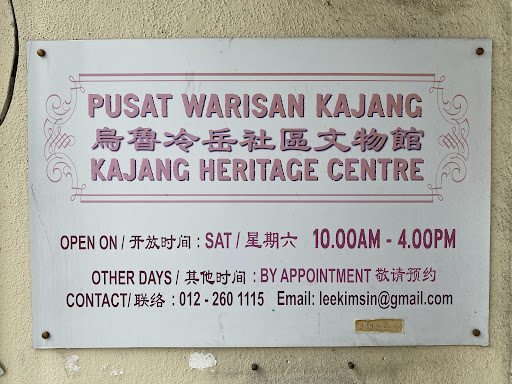 PUSAT WARISAN KAJANG
烏魯冷岳社區文物館
KAJANG HERITAGE CENTRE
OPEN ON / 开放时间 : SAT / 星期六 10.00AM - 4.00PM
OTHER DAYS / 其他时间 : BY APPOINTMENT 敬请预约
CONTACT/ 联络 : 012 - 260 1115 Email: leekimsin@gmail.com